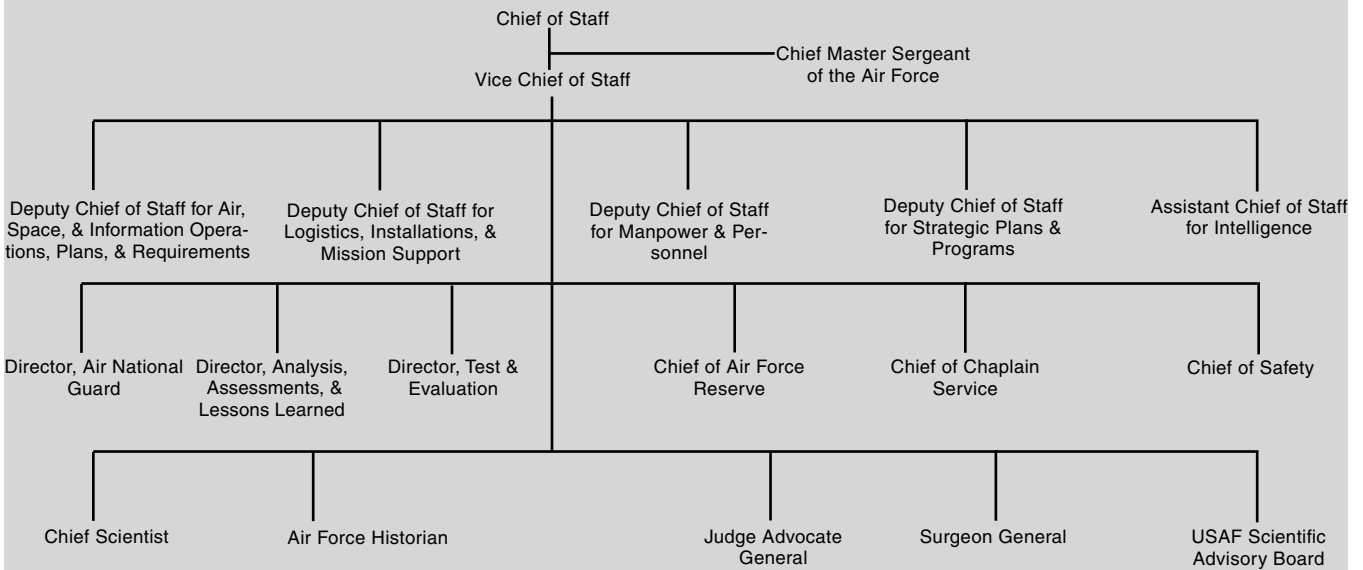 Chief of Staff
Chief Master Sergeant
of the Air Force
Vice Chief of Staff
Deputy Chief of Staff for Air,
Space, & Information Opera-
tions, Plans, & Requirements
Deputy Chief of Staff for
Logistics, Installations, &
Mission Support
Deputy Chief of Staff
for Manpower & Per-
sonnel
Deputy Chief of Staff
for Strategic Plans &
Programs
Assistant Chief of Staff
for Intelligence
Director, Air National
Guard
Director, Analysis,
Assessments, &
Lessons Learned
Director, Test &
Evaluation
Chief of Air Force
Reserve
Chief of Chaplain
Service
Chief of Safety
Chief Scientist
Air Force Historian
Judge Advocate
General
Surgeon General
USAF Scientific
Advisory Board